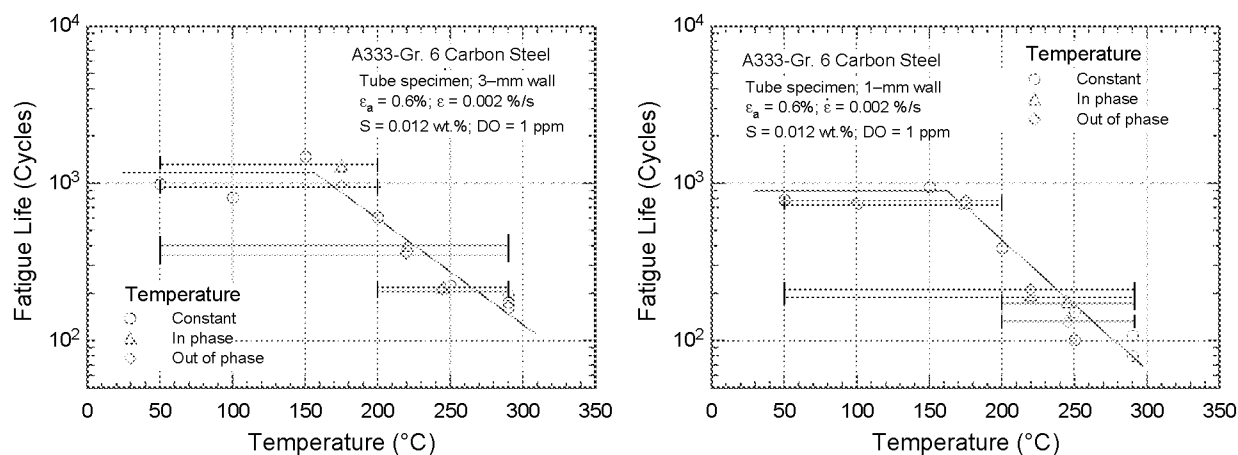 10⁴
A333-Gr. 6 Carbon Steel
Tube specimen; 3–mm wall
εa = 0.6%; ε = 0.002 %/s
S = 0.012 wt.%; DO = 1 ppm
Fatigue Life (Cycles)
10³
Temperature
Constant
In phase
Out of phase
10²
0 50 100 150 200 250 300 350
Temperature (°C)
10⁴
A333-Gr. 6 Carbon Steel
Tube specimen; 1–mm wall
εa = 0.6%; ε̇ = 0.002 %/s
S = 0.012 wt.%; DO = 1 ppm
Temperature
Constant
In phase
Out of phase
Fatigue Life (Cycles)
10³
10²
0 50 100 150 200 250 300 350
Temperature (°C)